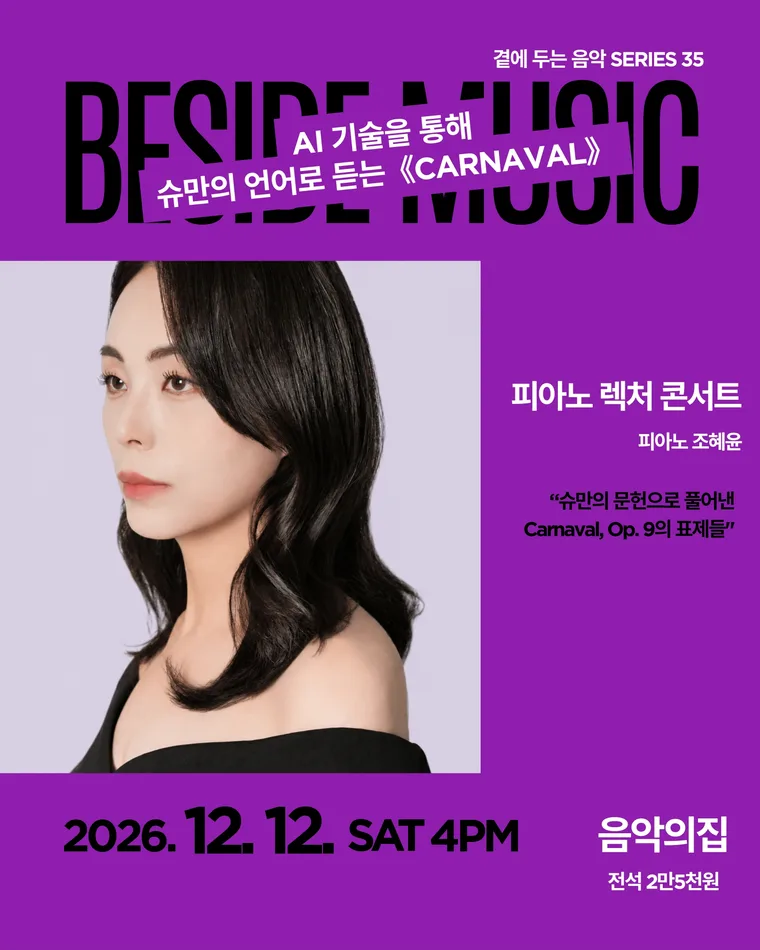 곁에 두는 음악 SERIES 35
BESIDE MUSIC
AI 기술을 통해
슈만의 언어로 듣는 《CARNAVAL》
피아노 렉처 콘서트
피아노 조혜윤
“슈만의 문헌으로 풀어낸
Carnaval, Op. 9의 표제들”
2026. 12. 12. SAT 4PM
음악의집
전석 2만5천원